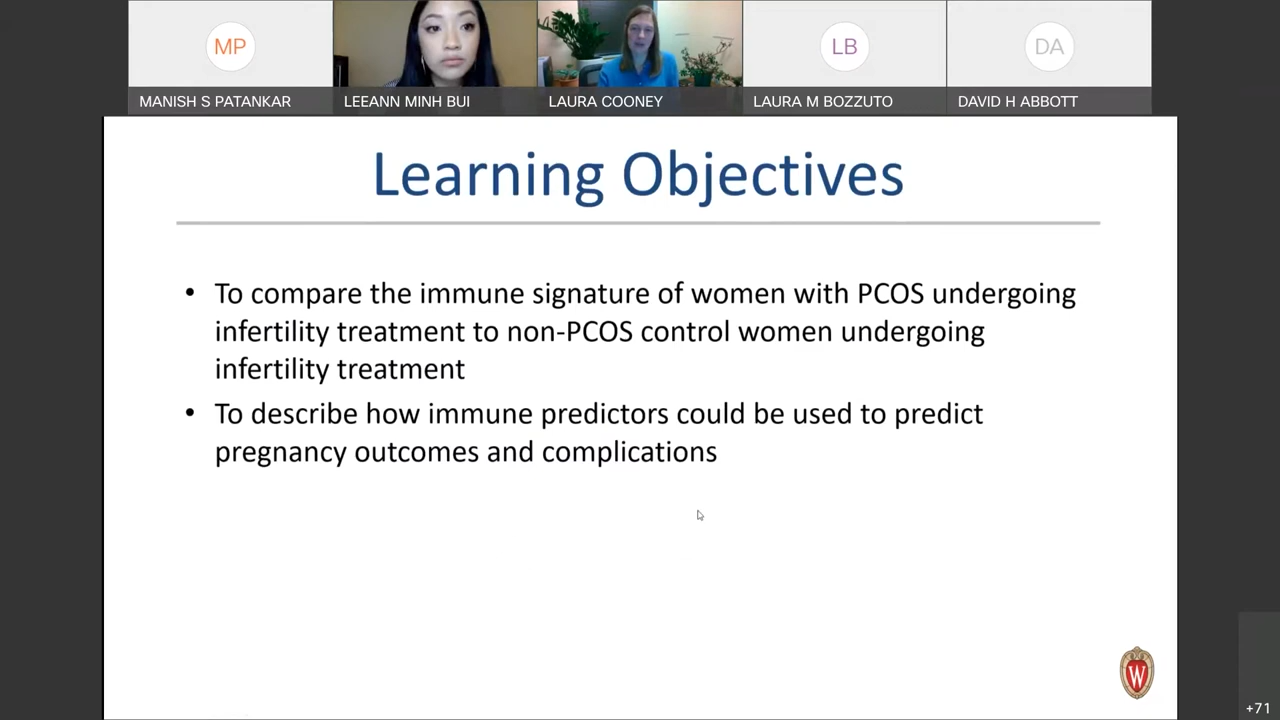 MP
LB
DA
MANISH S PATANKAR
LEEANN MINH BUI
LAURA COONEY
LAURA M BOZZUTO
DAVID H ABBOTT
Learning Objectives
• To compare the immune signature of women with PCOS undergoing
infertility treatment to non-PCOS control women undergoing
infertility treatment
• To describe how immune predictors could be used to predict
pregnancy outcomes and complications
W
+71